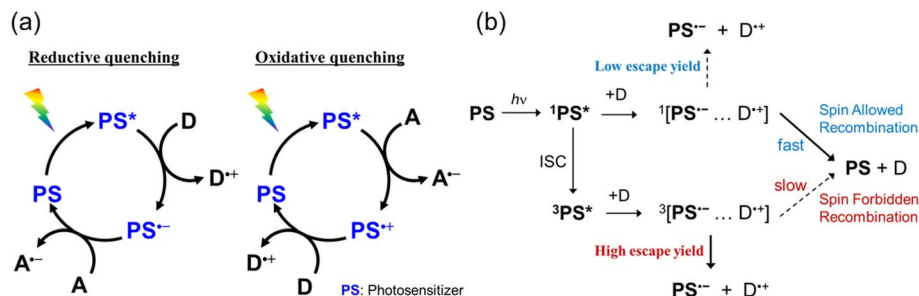 (a)
Reductive quenching
Oxidative quenching
PS*
D
D•+
PS•−
A
A•−
PS
PS*
A
A•−
PS•+
D
D•+
PS
PS: Photosensitizer
(b)
PS•− + D•+
Low escape yield
PS hν ¹PS* +D ¹[PS•− ... D•+]
Spin Allowed
Recombination
fast
ISC
PS + D
slow
Spin Forbidden
Recombination
³PS* +D ³[PS•− ... D•+]
High escape yield
PS•− + D•+